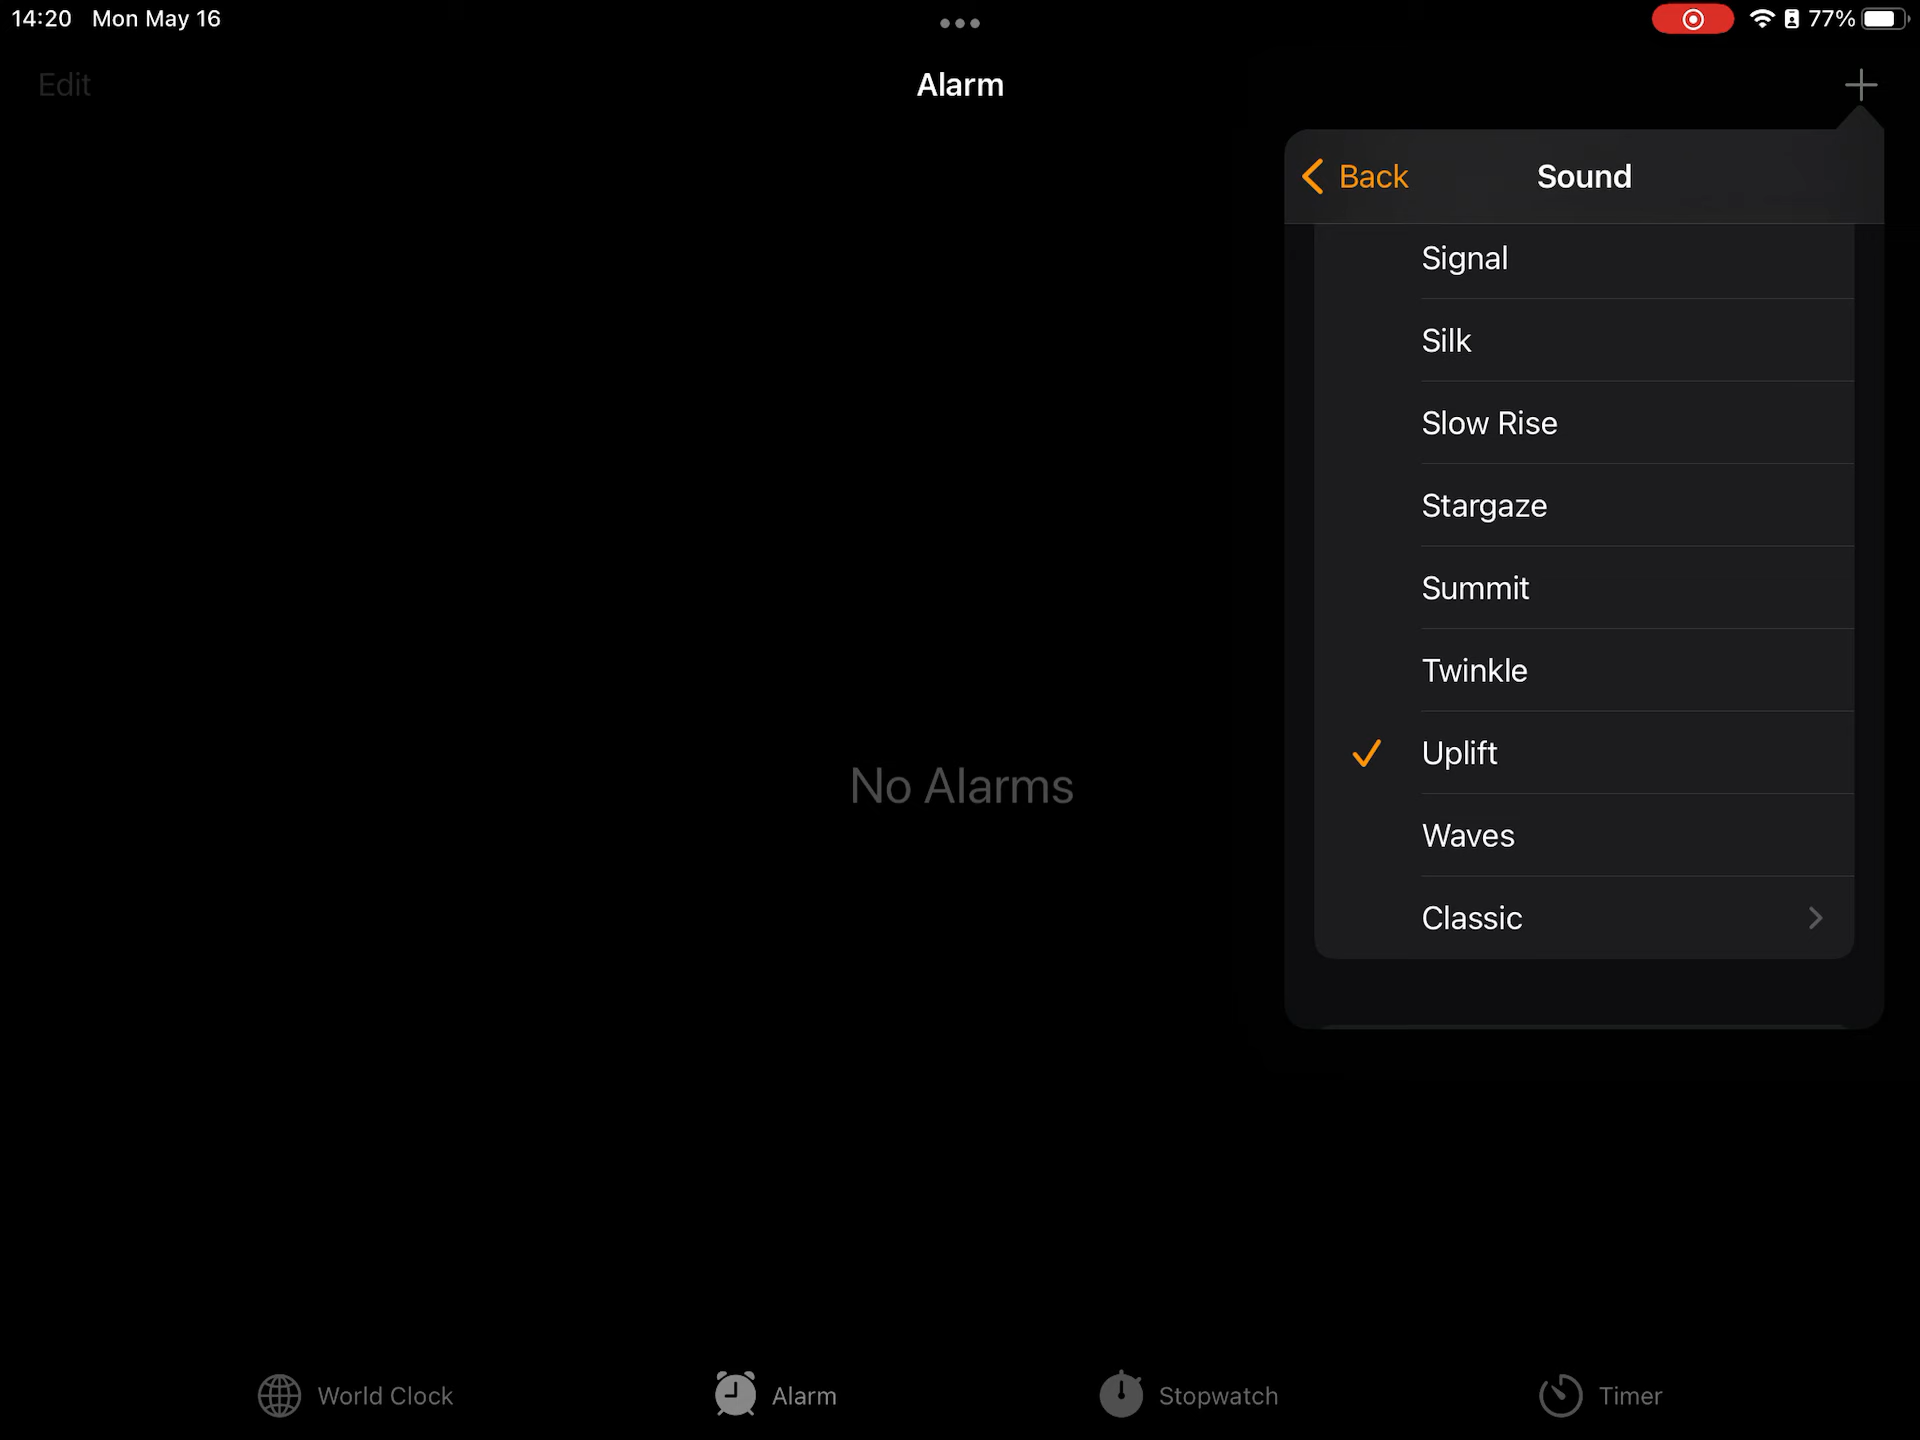 14:20 Mon May 16
77%
Edit
Alarm
Back
Sound
Signal
Silk
Slow Rise
Stargaze
Summit
Twinkle
Uplift
Waves
Classic
No Alarms
World Clock
Alarm
Stopwatch
Timer